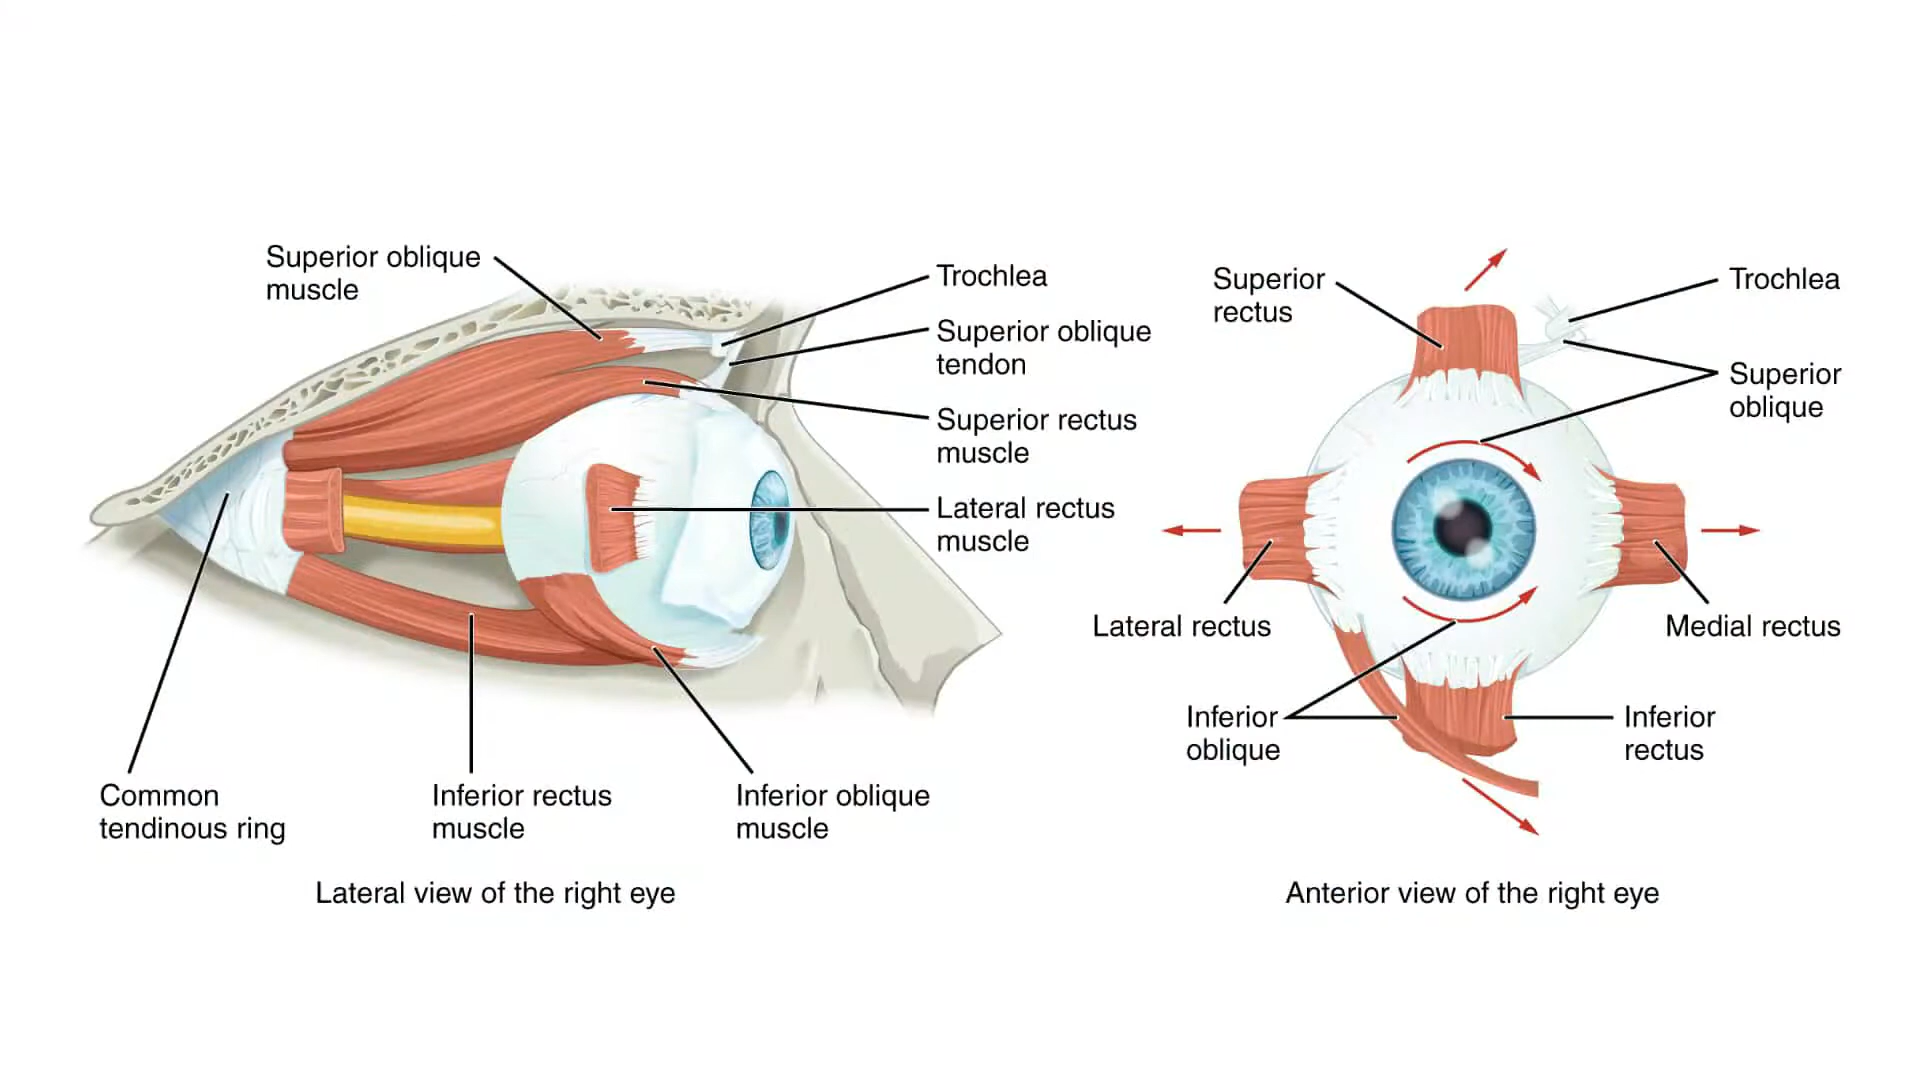 Superior oblique
muscle
Trochlea
Superior oblique
tendon
Superior rectus
muscle
Lateral rectus
muscle
Common
tendinous ring
Inferior rectus
muscle
Inferior oblique
muscle
Lateral view of the right eye
Superior
rectus
Trochlea
Superior
oblique
Lateral rectus
Medial rectus
Inferior
oblique
Inferior
rectus
Anterior view of the right eye